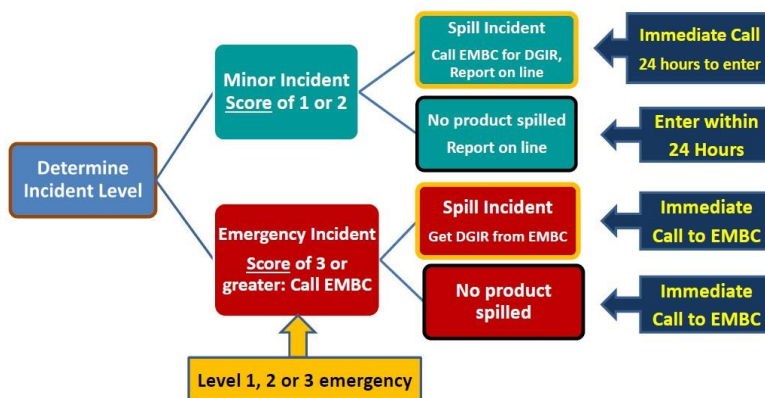 Determine
Incident Level
Minor Incident
Score of 1 or 2
Spill Incident
Call EMBC for DGIR,
Report on line
Immediate Call
24 hours to enter
No product spilled
Report on line
Enter within
24 Hours
Emergency Incident
Score of 3 or
greater: Call EMBC
Spill Incident
Get DGIR from EMBC
Immediate
Call to EMBC
No product
spilled
Immediate
Call to EMBC
Level 1, 2 or 3 emergency